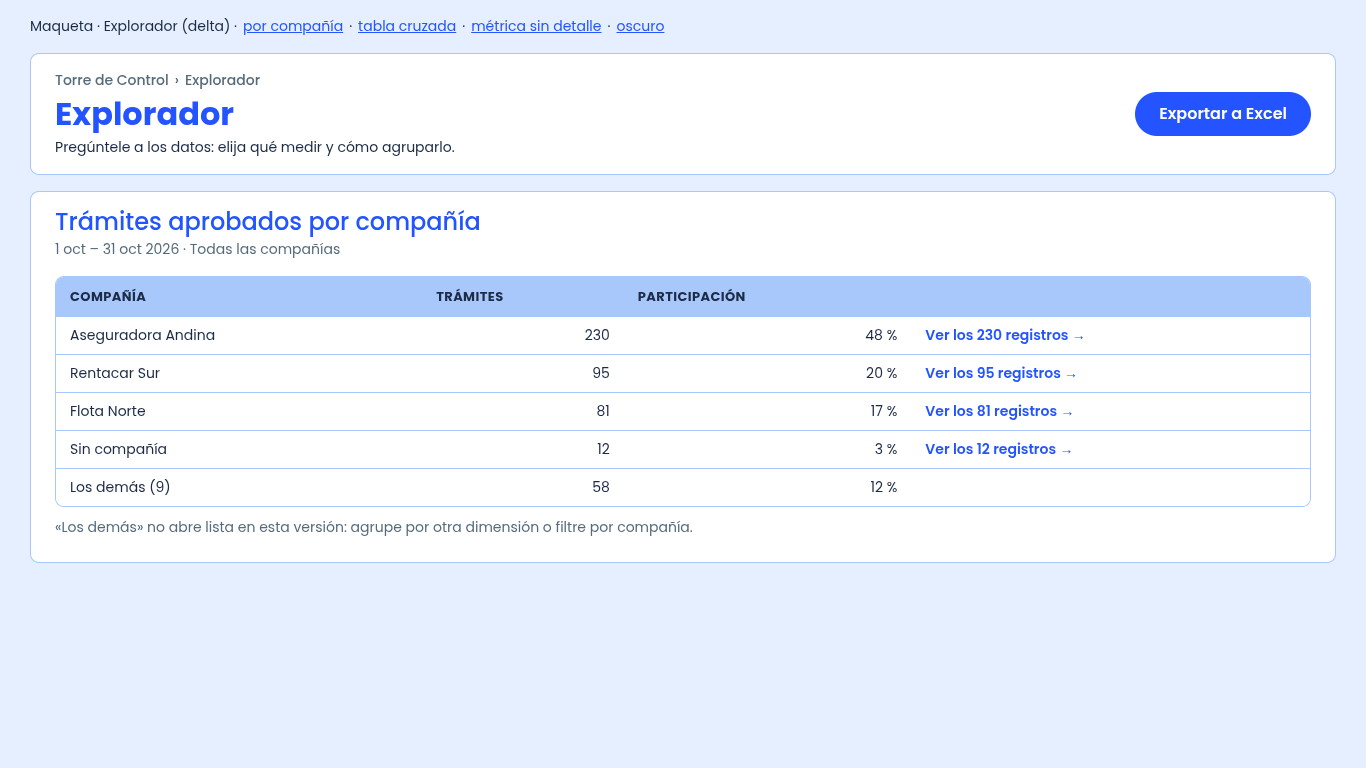 Maqueta · Explorador (delta) · por compañía · tabla cruzada · métrica sin detalle · oscuro
Torre de Control › Explorador
Explorador
Pregúntele a los datos: elija qué medir y cómo agruparlo.
Exportar a Excel
Trámites aprobados por compañía
1 oct – 31 oct 2026 · Todas las compañías
COMPAÑÍA TRÁMITES PARTICIPACIÓN
Aseguradora Andina 230 48 % Ver los 230 registros →
Rentacar Sur 95 20 % Ver los 95 registros →
Flota Norte 81 17 % Ver los 81 registros →
Sin compañía 12 3 % Ver los 12 registros →
Los demás (9) 58 12 %
«Los demás» no abre lista en esta versión: agrupe por otra dimensión o filtre por compañía.